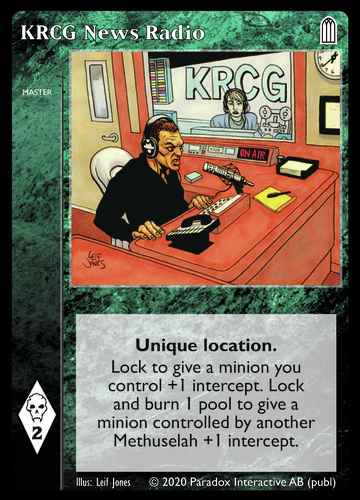 KRCG News Radio
MASTER
KRCG
ON AIR
LEIF
JONES
Unique location.
Lock to give a minion you
control +1 intercept. Lock
and burn 1 pool to give a
minion controlled by another
Methuselah +1 intercept.
2
Illus: Leif Jones © 2020 Paradox Interactive AB (publ)